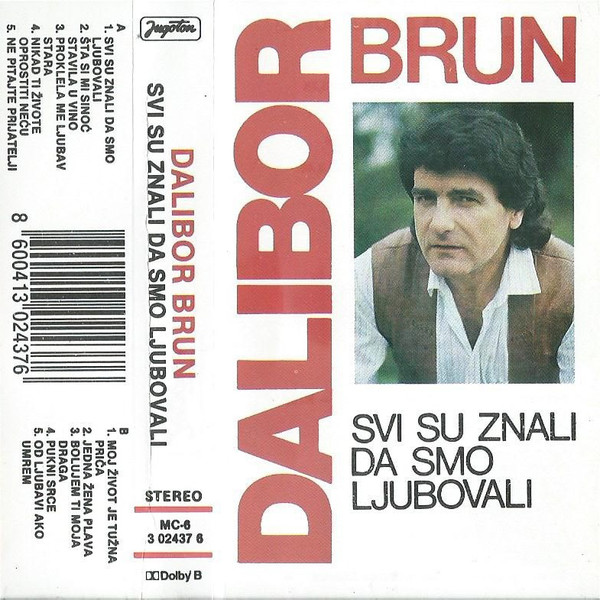 A
1. SVI SU ZNALI DA SMO
LJUBOVALI
2. ŠTA SI MI SINOĆ
STAVILA U VINO
3. PROKLELA ME LJUBAV
STARA
4. NIKAD TI ŽIVOTE
OPROSTITI NEĆU
5. NE PITAJTE PRIJATELJI
8 600413 024376
B
1. MOJ ŽIVOT JE TUŽNA
PRIČA
2. JEDNA ŽENA PLAVA
3. BOLUJEM TI MOJA
DRAGA
4. PUKNI SRCE
5. OD LJUBAVI AKO
UMREM
Jugoton
DALIBOR BRUN
SVI SU ZNALI DA SMO LJUBOVALI
STEREO
MC-6
3 02437 6
Dolby B
DALIBOR
BRUN
SVI SU ZNALI
DA SMO
LJUBOVALI